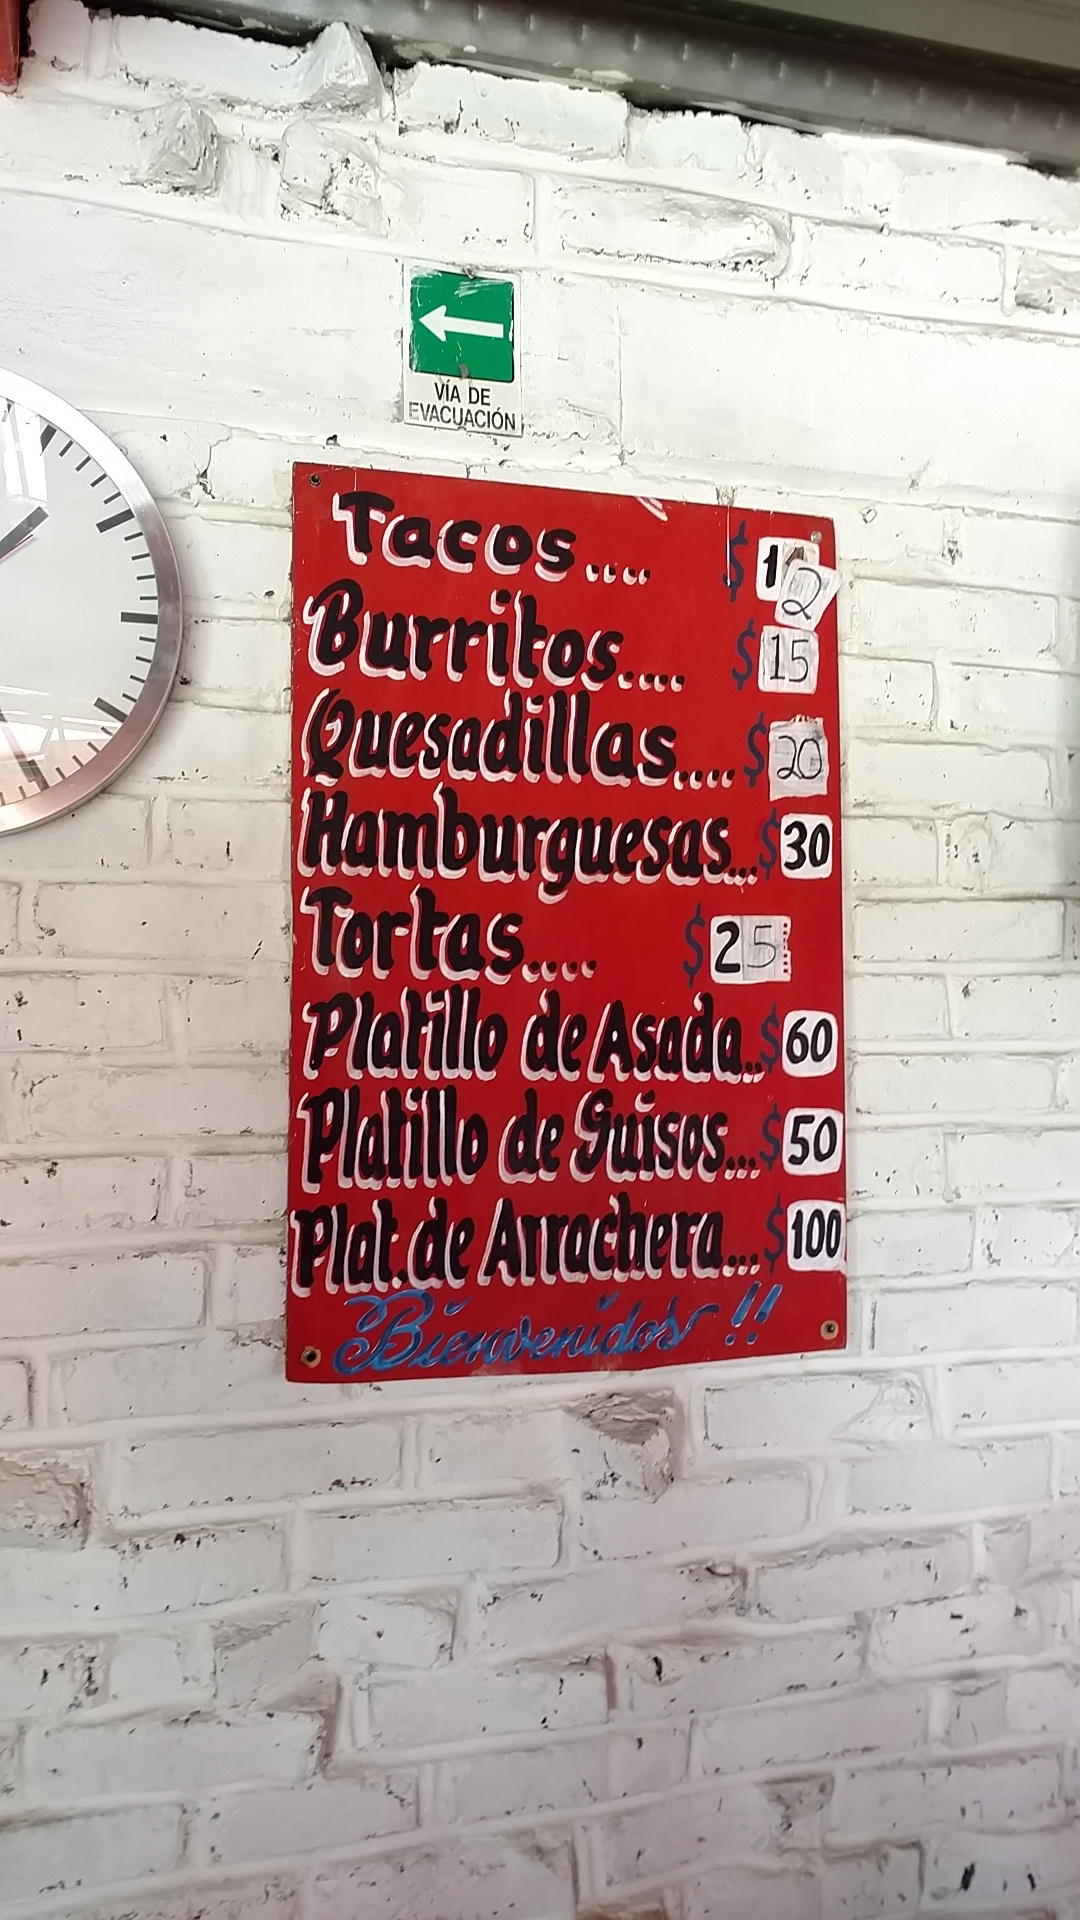 VÍA DE
EVACUACIÓN
Tacos.... $12
Burritos.... $15
Quesadillas.... $20
Hamburguesas... $30
Tortas.... $25
Platillo de Asada.. $60
Platillo de Guisos... $50
Plat. de Arrachera... $100
Bienvenidos !!